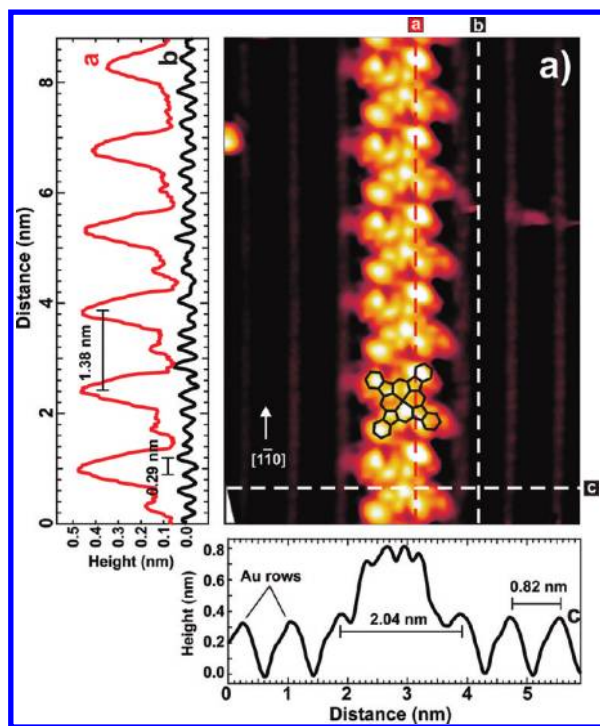 a
b
a
b
a)
8
6
4
2
0
Distance (nm)
1.38 nm
0.29 nm
0.5
0.4
0.3
0.2
0.1
0.0
Height (nm)
[11̄0]
c
Au rows
2.04 nm
0.82 nm
c
0.8
0.6
0.4
0.2
0.0
Height (nm)
0 1 2 3 4 5
Distance (nm)